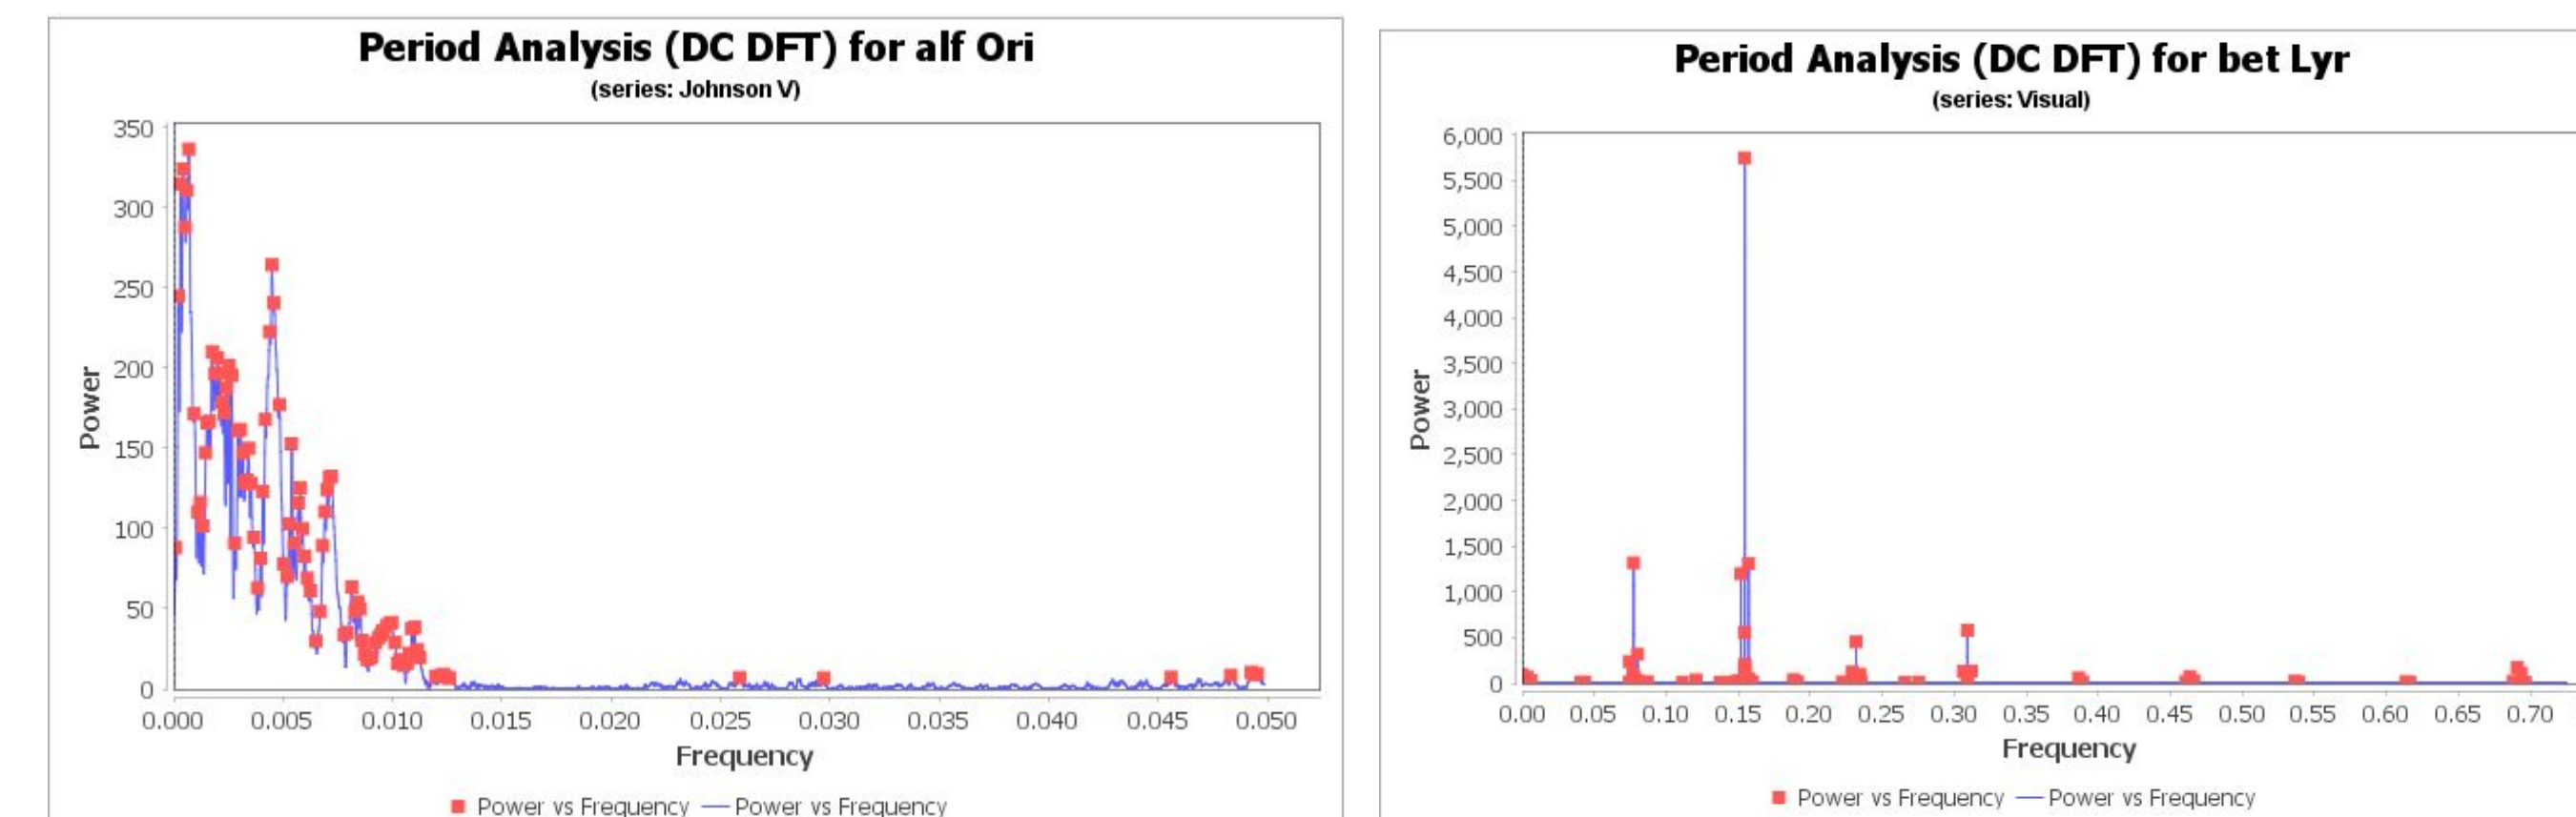 Period Analysis (DC DFT) for alf Ori
(series: Johnson V)
350
300
250
200
150
100
50
0
Power
0.000 0.005 0.010 0.015 0.020 0.025 0.030 0.035 0.040 0.045 0.050
Frequency
Power vs Frequency Power vs Frequency
Period Analysis (DC DFT) for bet Lyr
(series: Visual)
6,000
5,500
5,000
4,500
4,000
3,500
3,000
2,500
2,000
1,500
1,000
500
0
Power
0.00 0.05 0.10 0.15 0.20 0.25 0.30 0.35 0.40 0.45 0.50 0.55 0.60 0.65 0.70
Frequency
Power vs Frequency Power vs Frequency